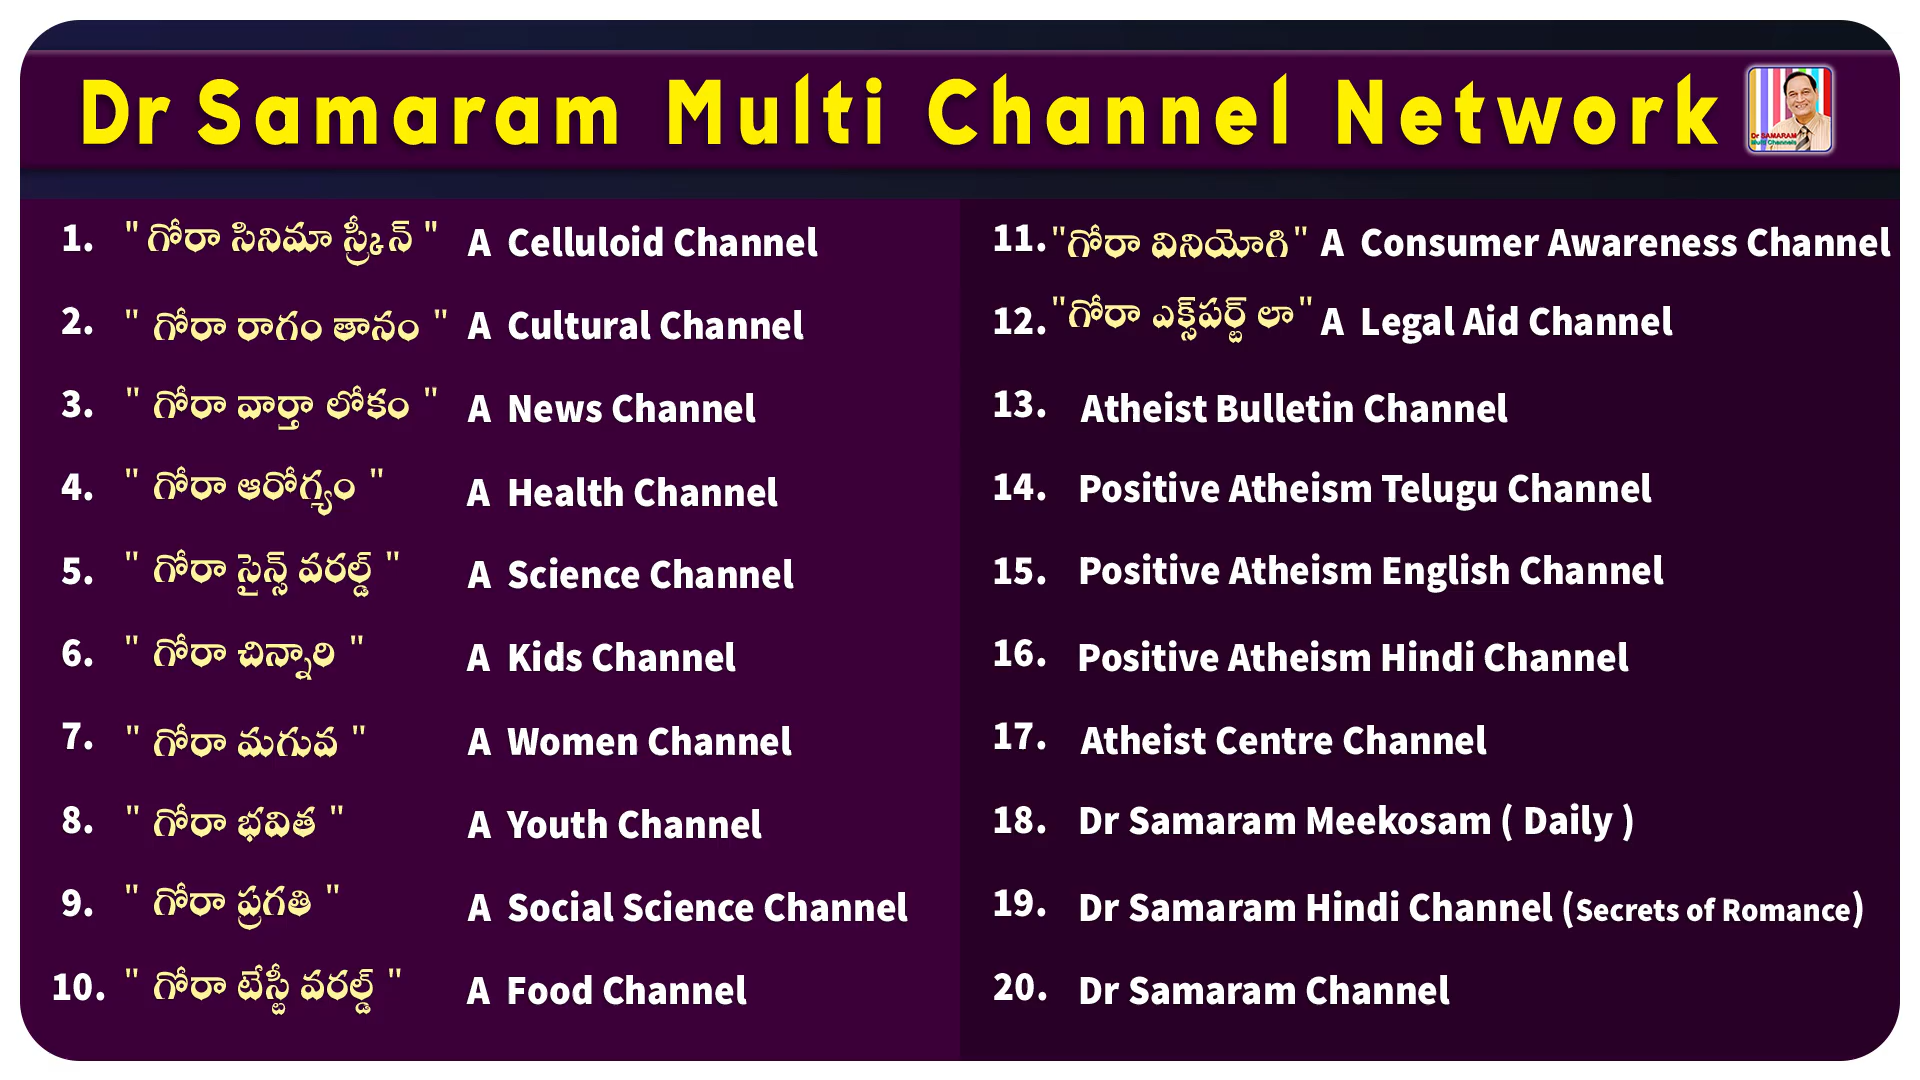 Dr Samaram Multi Channel Network
Dr SAMARAM
Multi Channels
1. " గోరా సినిమా స్క్రీన్ " A Celluloid Channel
2. " గోరా రాగం తానం " A Cultural Channel
3. " గోరా వార్తా లోకం " A News Channel
4. " గోరా ఆరోగ్యం " A Health Channel
5. " గోరా సైన్స్ వరల్డ్ " A Science Channel
6. " గోరా చిన్నారి " A Kids Channel
7. " గోరా మగువ " A Women Channel
8. " గోరా భవిత " A Youth Channel
9. " గోరా ప్రగతి " A Social Science Channel
10. " గోరా టేస్టీ వరల్డ్ " A Food Channel
11. "గోరా వినియోగి" A Consumer Awareness Channel
12. "గోరా ఎక్స్‌పర్ట్ లా" A Legal Aid Channel
13. Atheist Bulletin Channel
14. Positive Atheism Telugu Channel
15. Positive Atheism English Channel
16. Positive Atheism Hindi Channel
17. Atheist Centre Channel
18. Dr Samaram Meekosam ( Daily )
19. Dr Samaram Hindi Channel (Secrets of Romance)
20. Dr Samaram Channel